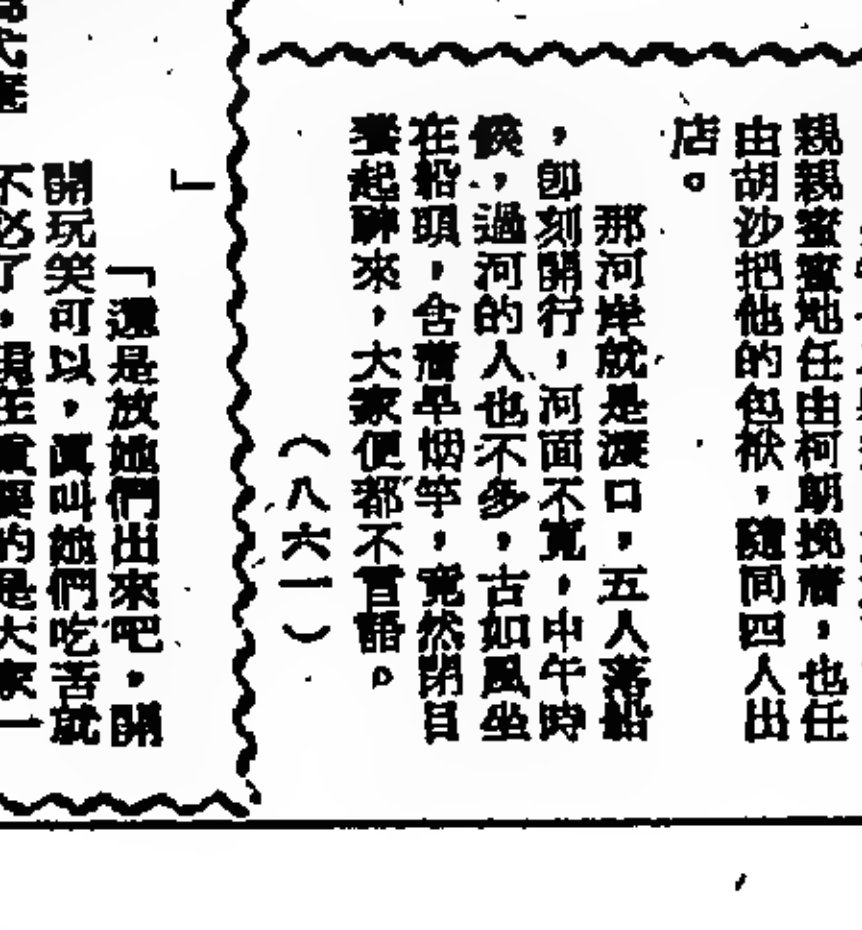 親親蜜蜜地任由柯朗挽着，也任
由胡沙把他的包袱，隨同四人出
店。
那河岸就是渡口，五人落船
，卽刻開行，河面不寬，中午時
候，過河的人也不多，古如風坐
在船頭，含着旱烟竿，竟然閉目
養起神來，大家便都不言語。
（八六一）
」
「還是放她們出來吧，開
開玩笑可以，眞叫她們吃苦就
不必了，現在重要的是大家一